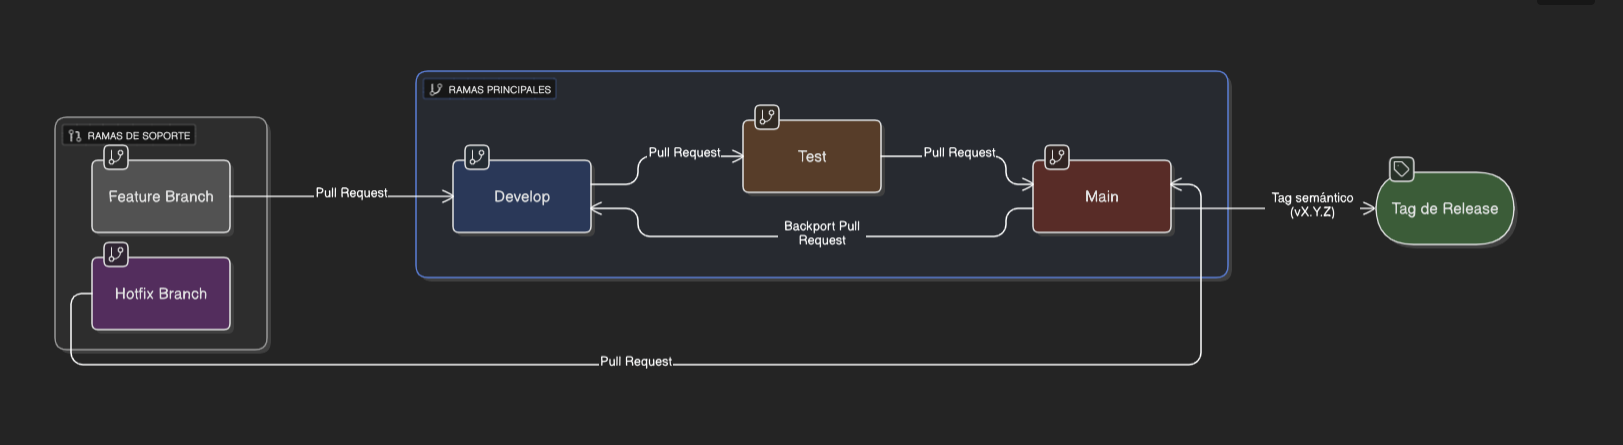 RAMAS PRINCIPALES
RAMAS DE SOPORTE
Feature Branch
Pull Request
Develop
Pull Request
Test
Pull Request
Main
Backport Pull
Request
Tag semántico
(vX.Y.Z)
Tag de Release
Hotfix Branch
Pull Request